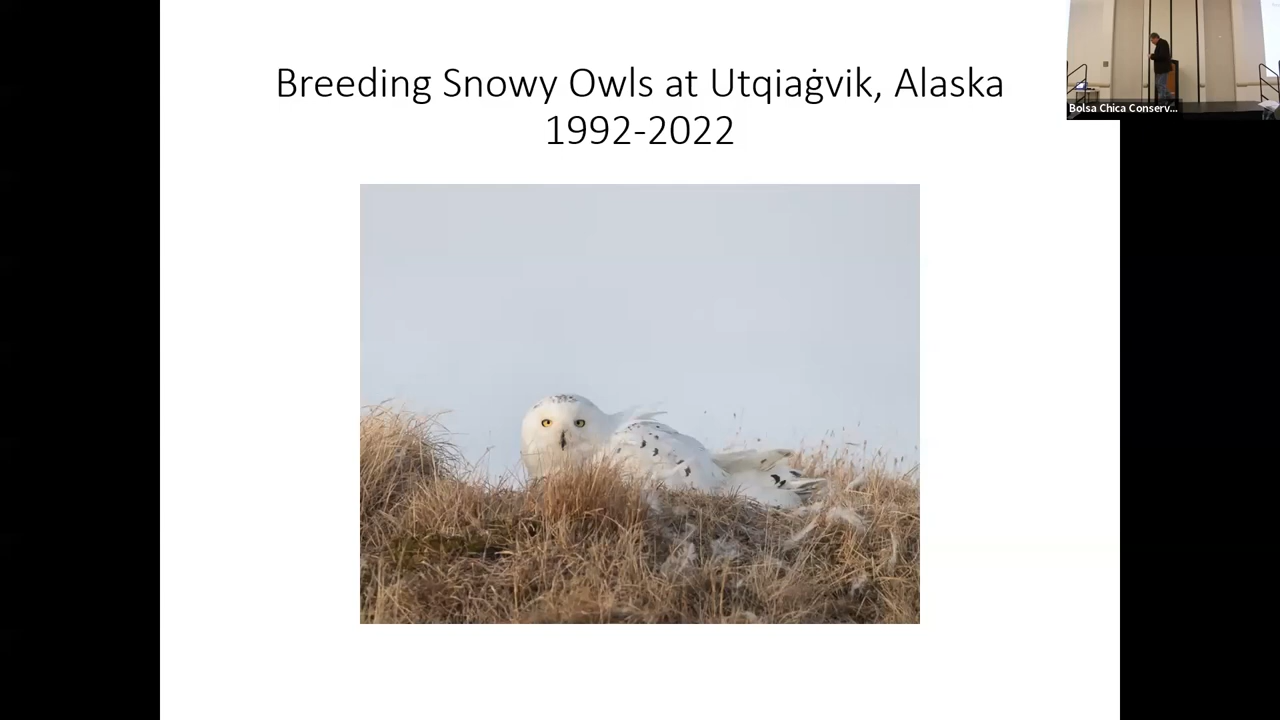 Breeding Snowy Owls at Utqiaġvik, Alaska
1992-2022
Bolsa Chica Conserv...